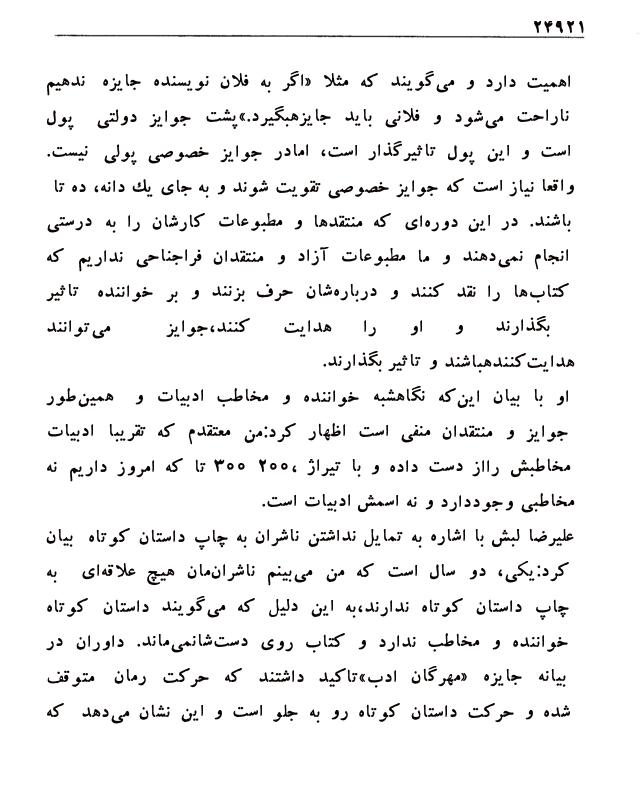 ۲۴۹۲۱
اهمیت دارد و می‌گویند که مثلا «اگر به فلان نویسنده جایزه ندهیم
ناراحت می‌شود و فلانی باید جایزهبگیرد.»پشت جوایز دولتی پول
است و این پول تاثیرگذار است، امادر جوایز خصوصی پولی نیست.
واقعا نیاز است که جوایز خصوصی تقویت شوند و به جای یك دانه، ده تا
باشند. در این دوره‌ای که منتقدها و مطبوعات کارشان را به درستی
انجام نمی‌دهند و ما مطبوعات آزاد و منتقدان فراجناحی نداریم که
کتاب‌ها را نقد کنند و درباره‌شان حرف بزنند و بر خواننده تاثیر
بگذارند و او را هدایت کنند،جوایز می‌توانند
هدایت‌کنندهباشند و تاثیر بگذارند.
او با بیان این‌که نگاهشبه خواننده و مخاطب ادبیات و همین‌طور
جوایز و منتقدان منفی است اظهار کرد:من معتقدم که تقریبا ادبیات
مخاطبش رااز دست داده و با تیراژ ،۲۰۰ ۳۰۰ تا که امروز داریم نه
مخاطبی وجوددارد و نه اسمش ادبیات است.
علیرضا لبش با اشاره به تمایل نداشتن ناشران به چاپ داستان کوتاه بیان
کرد:یکی، دو سال است که من می‌بینم ناشران‌مان هیچ علاقه‌ای به
چاپ داستان کوتاه ندارند،به این دلیل که می‌گویند داستان کوتاه
خواننده و مخاطب ندارد و کتاب روی دست‌شانمی‌ماند. داوران در
بیانه جایزه «مهرگان ادب»تاکید داشتند که حرکت رمان متوقف
شده و حرکت داستان کوتاه رو به جلو است و این نشان می‌دهد که